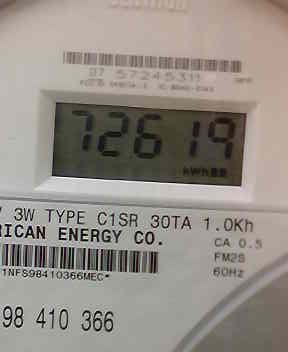 07 57245311
72619
kWh
3W TYPE C1SR 30TA 1.0Kh
RICAN ENERGY CO.
CA 0.5
FM2S
60Hz
1NFS98410366MEC*
98 410 366